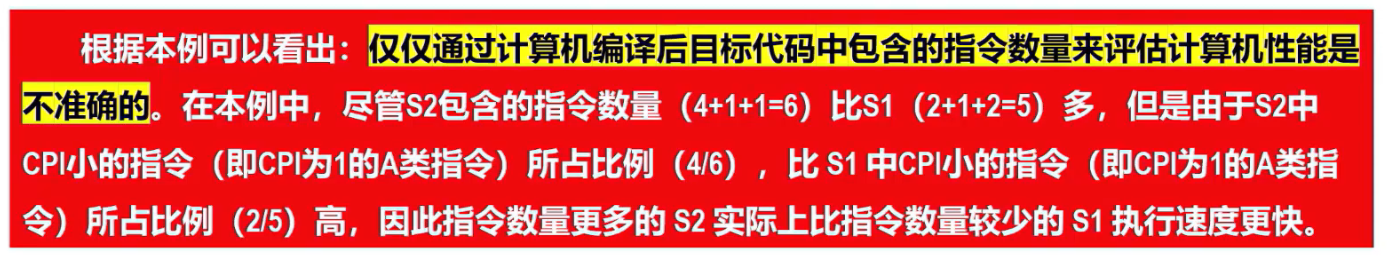 根据本例可以看出：仅仅通过计算机编译后目标代码中包含的指令数量来评估计算机性能是
不准确的。在本例中，尽管S2包含的指令数量（4+1+1=6）比S1（2+1+2=5）多，但是由于S2中
CPI小的指令（即CPI为1的A类指令）所占比例（4/6），比 S1 中CPI小的指令（即CPI为1的A类指
令）所占比例（2/5）高，因此指令数量更多的 S2 实际上比指令数量较少的 S1 执行速度更快。